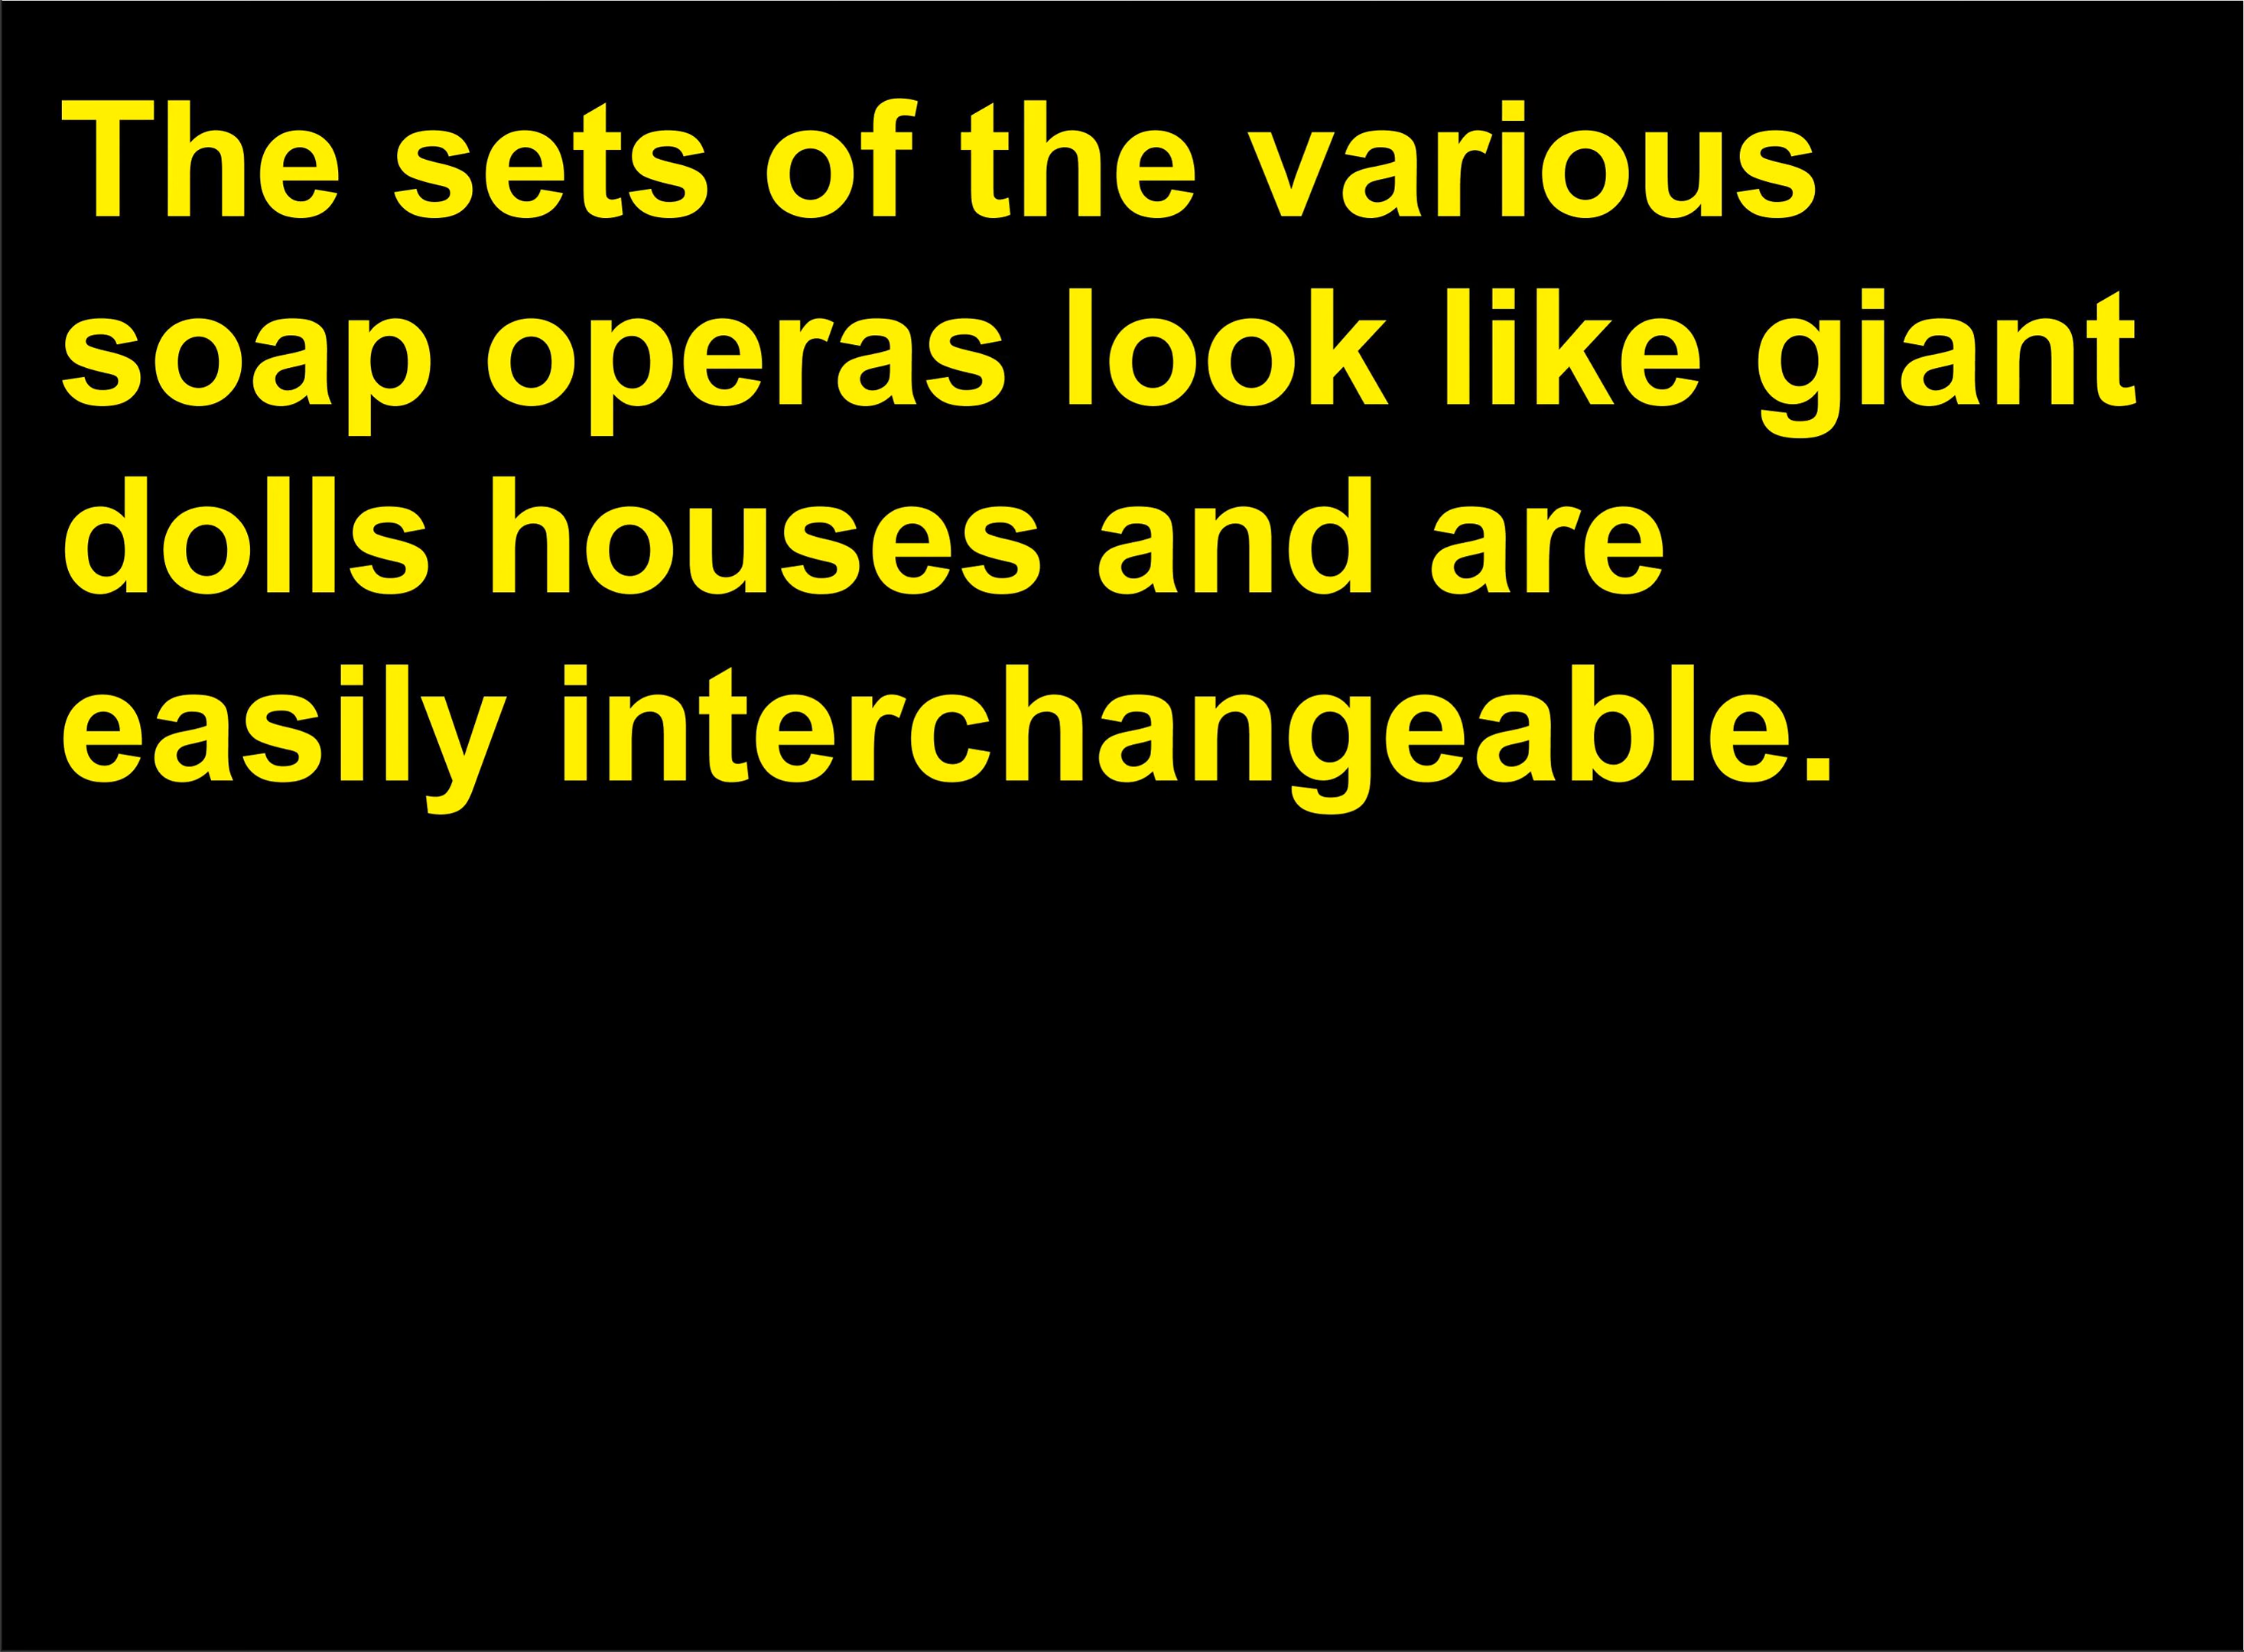 The sets of the various
soap operas look like giant
dolls houses and are
easily interchangeable.